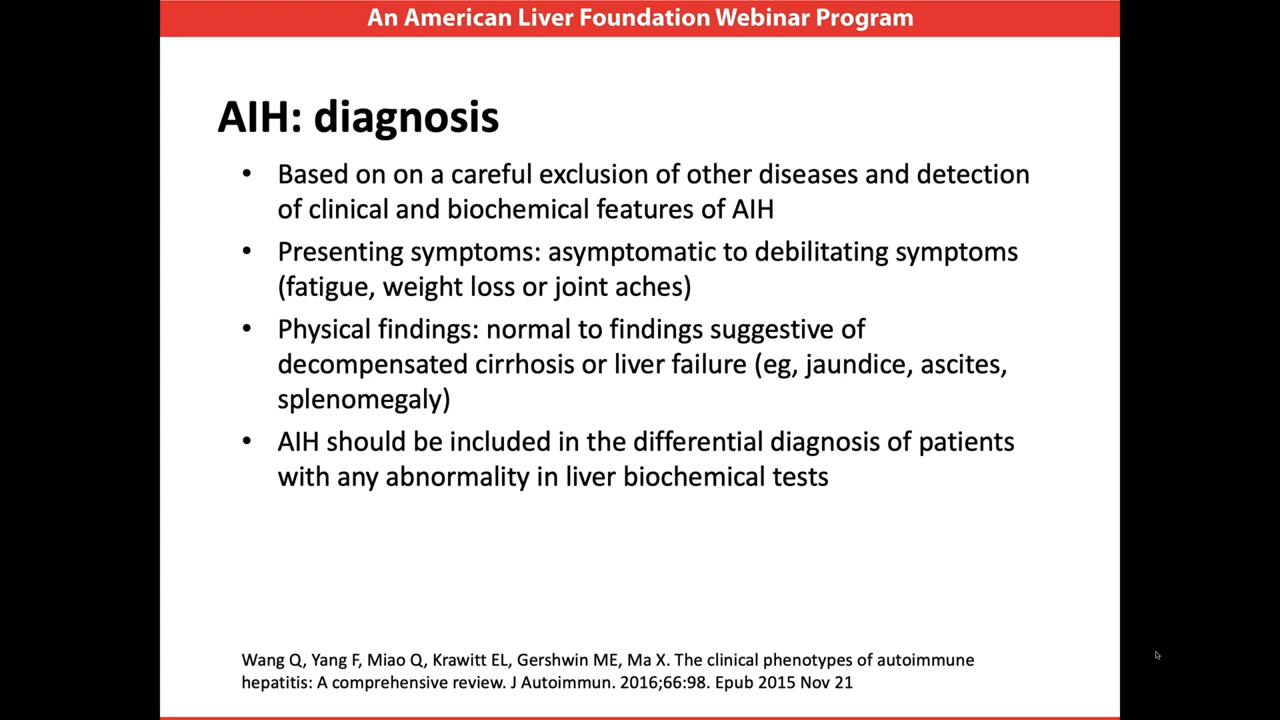 An American Liver Foundation Webinar Program
AIH: diagnosis
• Based on on a careful exclusion of other diseases and detection
of clinical and biochemical features of AIH
• Presenting symptoms: asymptomatic to debilitating symptoms
(fatigue, weight loss or joint aches)
• Physical findings: normal to findings suggestive of
decompensated cirrhosis or liver failure (eg, jaundice, ascites,
splenomegaly)
• AIH should be included in the differential diagnosis of patients
with any abnormality in liver biochemical tests
Wang Q, Yang F, Miao Q, Krawitt EL, Gershwin ME, Ma X. The clinical phenotypes of autoimmune
hepatitis: A comprehensive review. J Autoimmun. 2016;66:98. Epub 2015 Nov 21